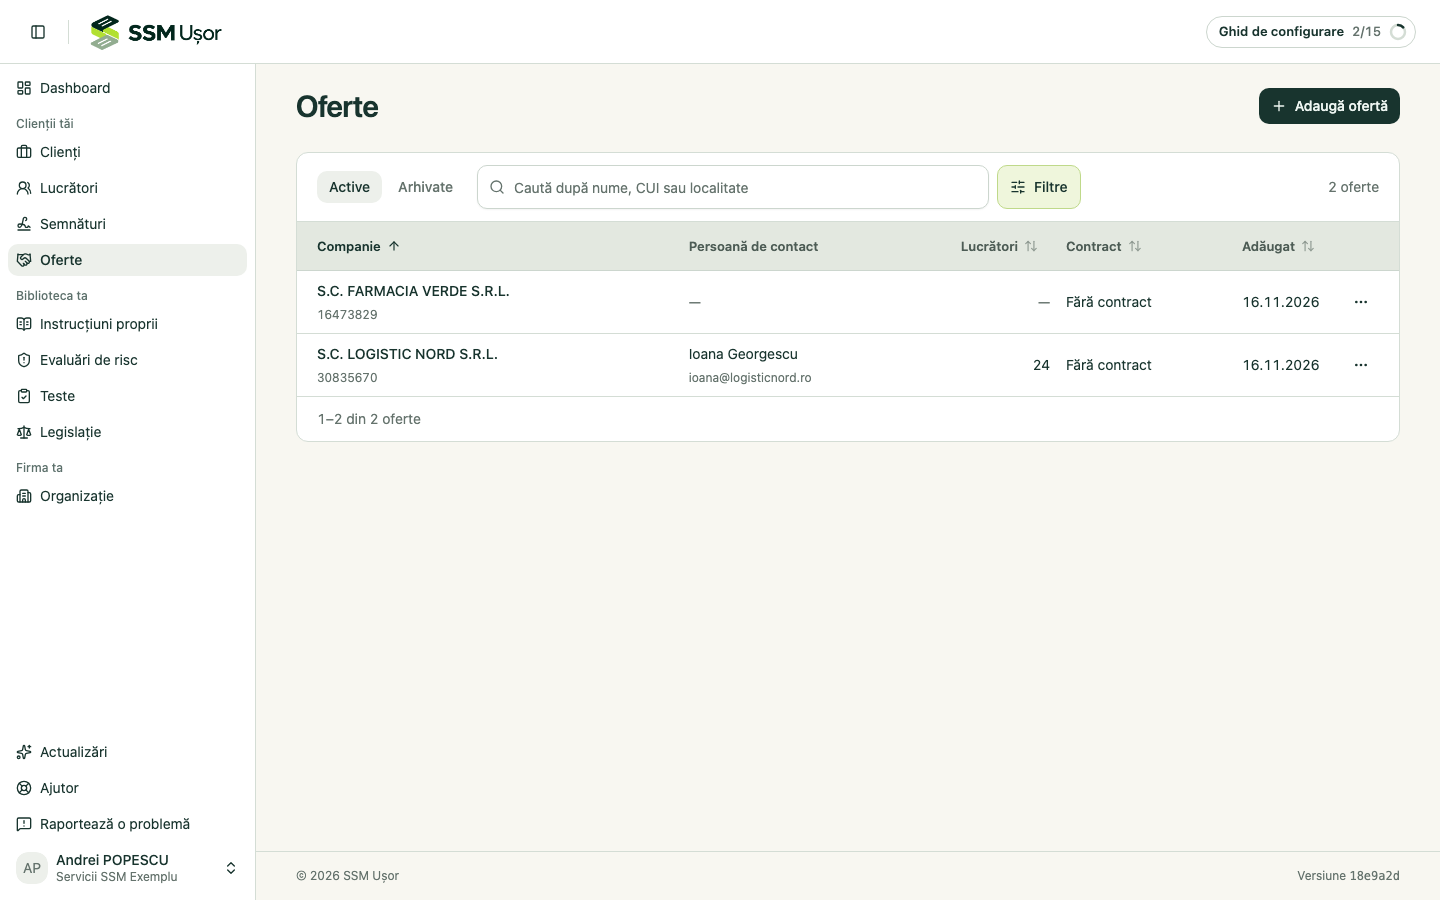 SSM Ușor
Ghid de configurare 2/15
Dashboard
Clienții tăi
Clienți
Lucrători
Semnături
Oferte
Biblioteca ta
Instrucțiuni proprii
Evaluări de risc
Teste
Legislație
Firma ta
Organizație
Actualizări
Ajutor
Raportează o problemă
AP
Andrei POPESCU
Servicii SSM Exemplu
Oferte
+ Adaugă ofertă
Active Arhivate Caută după nume, CUI sau localitate Filtre 2 oferte
Companie Persoană de contact Lucrători Contract Adăugat
S.C. FARMACIA VERDE S.R.L.
16473829
— — Fără contract 16.11.2026
S.C. LOGISTIC NORD S.R.L.
30835670
Ioana Georgescu
ioana@logisticnord.ro
24 Fără contract 16.11.2026
1–2 din 2 oferte
© 2026 SSM Ușor
Versiune 18e9a2d